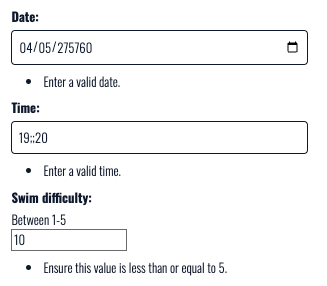 Date:
04/05/275760
Enter a valid date.
Time:
19::20
Enter a valid time.
Swim difficulty:
Between 1-5
10
Ensure this value is less than or equal to 5.